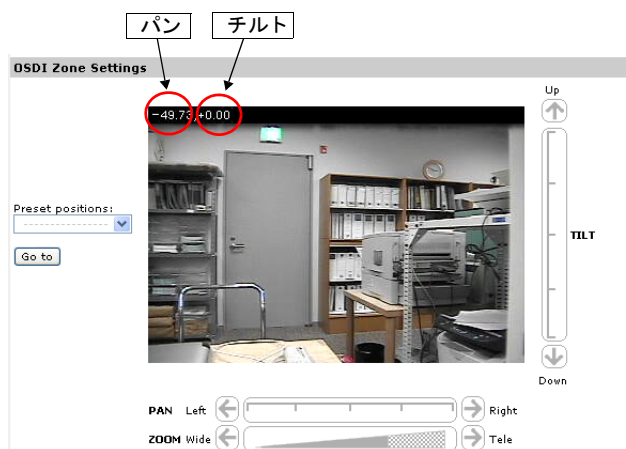 パン チルト
OSDI Zone Settings
Up
-49.73,+0.00
Preset positions:
Go to
TILT
Down
PAN Left Right
ZOOM Wide Tele